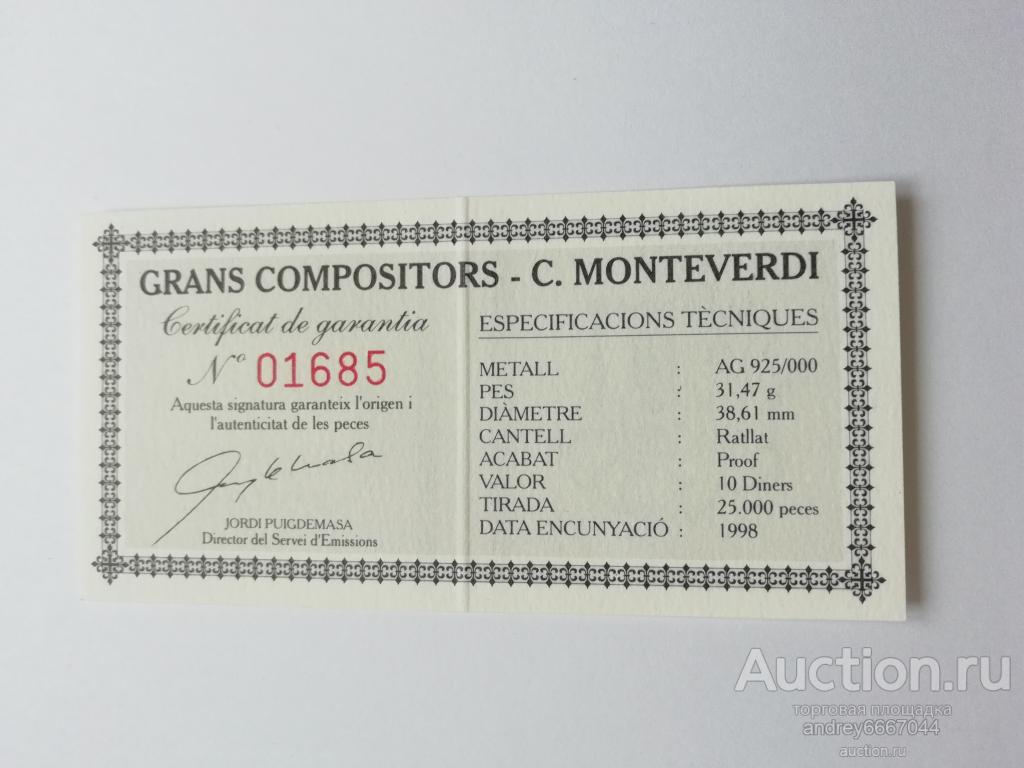 GRANS COMPOSITORS - C. MONTEVERDI
Certificat de garantia
Nº 01685
Aquesta signatura garanteix l'origen i
l'autenticitat de les peces
JORDI PUIGDEMASA
Director del Servei d'Emissions
ESPECIFICACIONS TÈCNIQUES
METALL : AG 925/000
PES : 31,47 g
DIÀMETRE : 38,61 mm
CANTELL : Ratllat
ACABAT : Proof
VALOR : 10 Diners
TIRADA : 25.000 peces
DATA ENCUNYACIÓ : 1998
Auction.ru
торговая площадка
andrey6667044
auction.ru